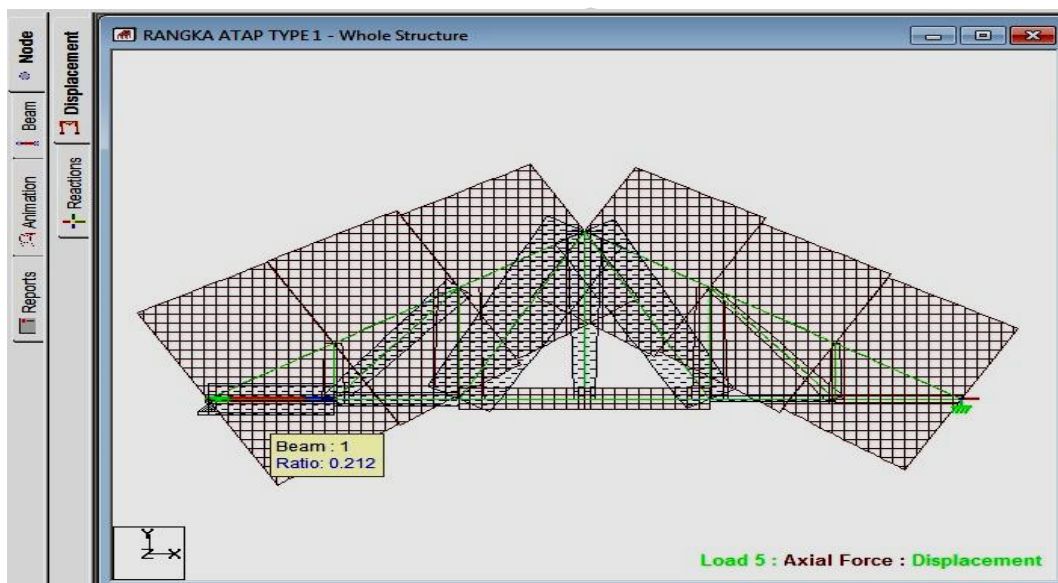 RANGKA ATAP TYPE 1 - Whole Structure
Node
Beam
Animation
Reports
Displacement
Reactions
Beam : 1
Ratio: 0.212
Y
Z X
Load 5 : Axial Force : Displacement